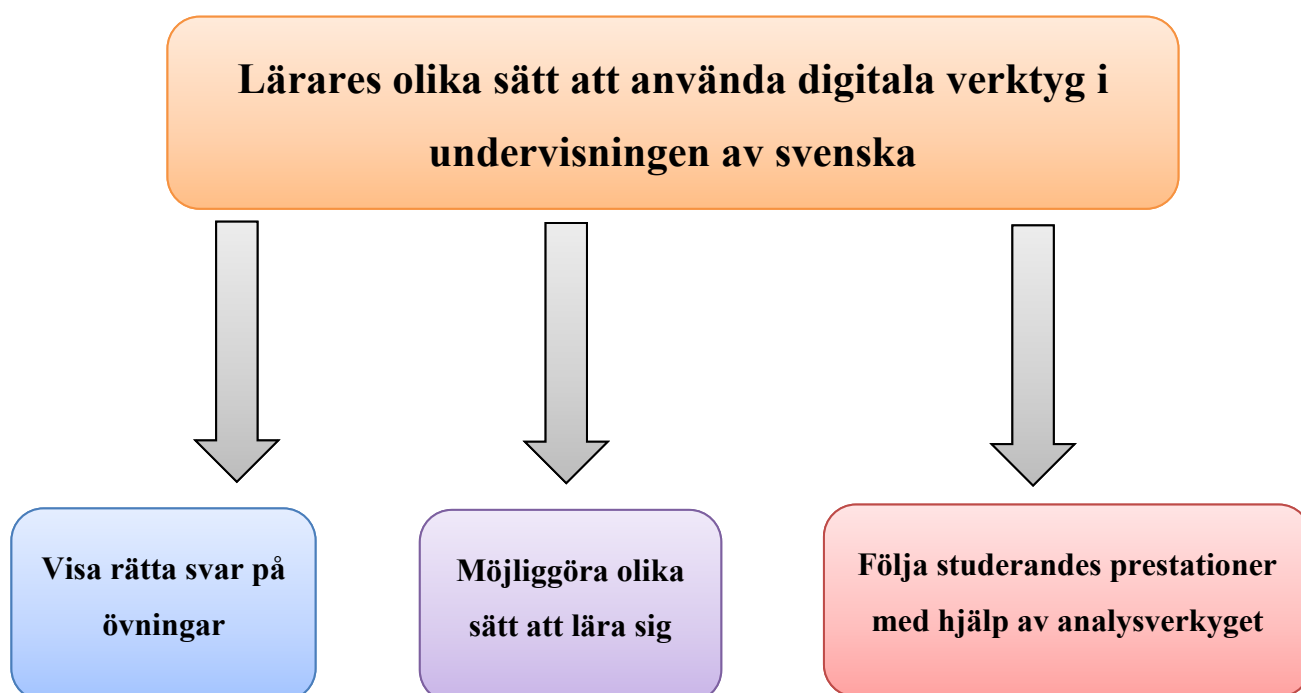 Lärares olika sätt att använda digitala verktyg i
undervisningen av svenska
Visa rätta svar på
övningar
Möjliggöra olika
sätt att lära sig
Följa studerandes prestationer
med hjälp av analysverkyget